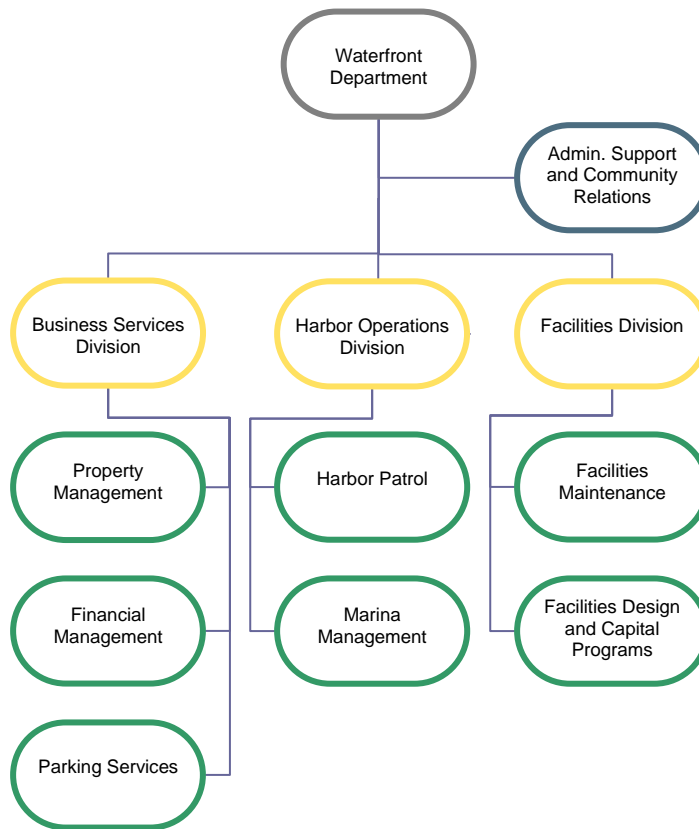 Waterfront
Department
Admin. Support
and Community
Relations
Business Services
Division
Harbor Operations
Division
Facilities Division
Property
Management
Harbor Patrol
Facilities
Maintenance
Financial
Management
Marina
Management
Facilities Design
and Capital
Programs
Parking Services